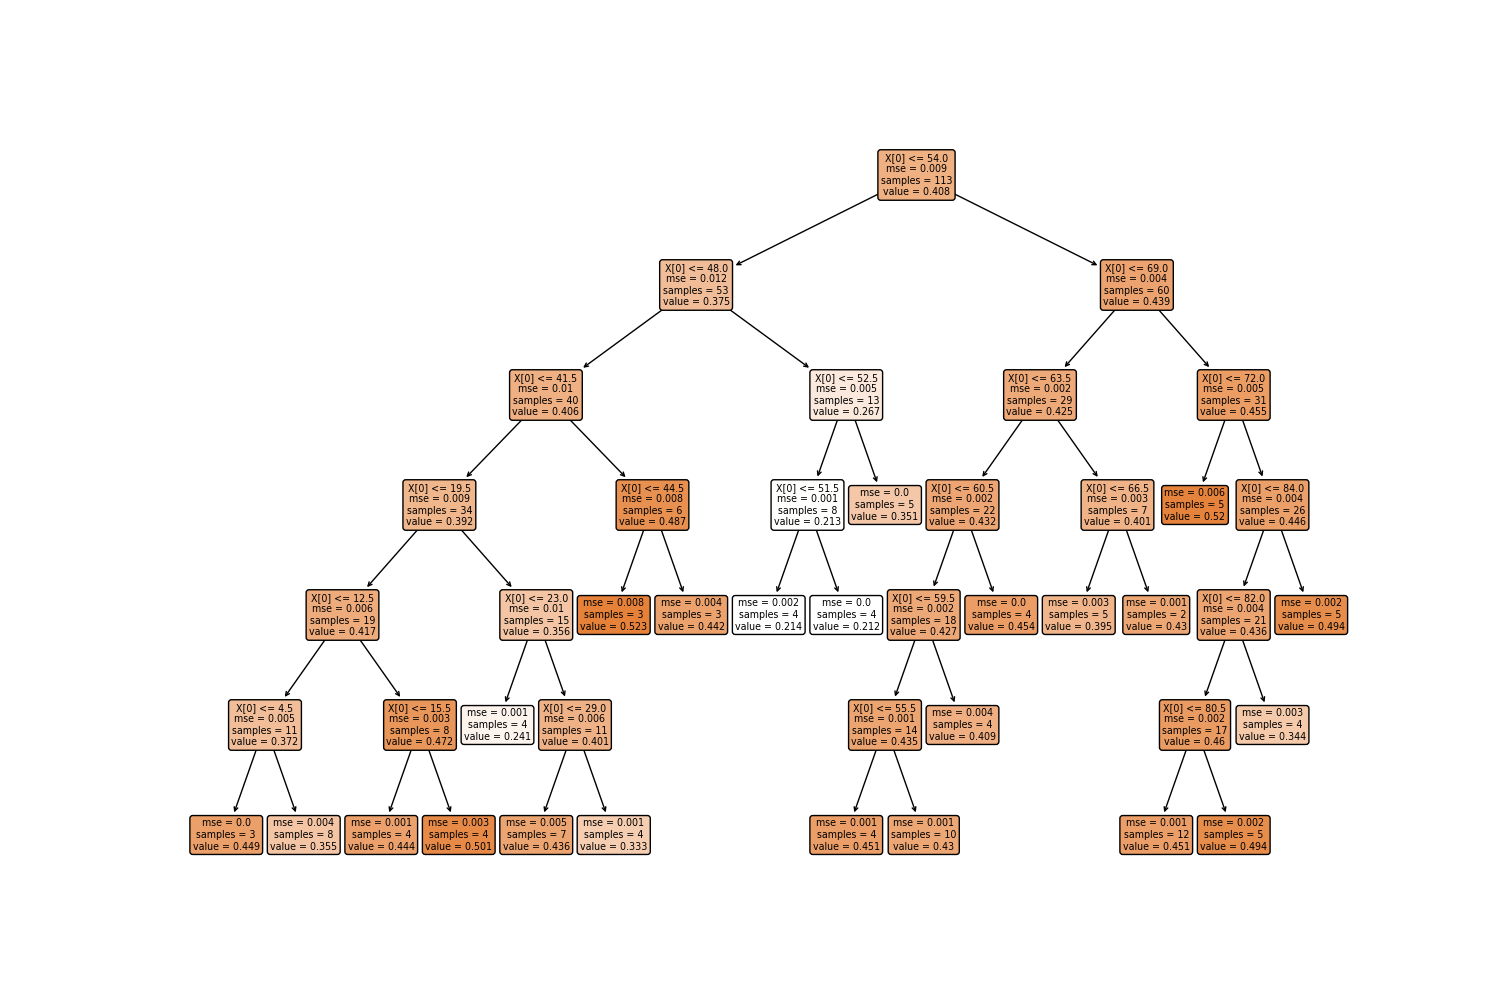 X[0] <= 54.0
mse = 0.009
samples = 113
value = 0.408
X[0] <= 48.0
mse = 0.012
samples = 53
value = 0.375
X[0] <= 69.0
mse = 0.004
samples = 60
value = 0.439
X[0] <= 41.5
mse = 0.01
samples = 40
value = 0.406
X[0] <= 52.5
mse = 0.005
samples = 13
value = 0.267
X[0] <= 63.5
mse = 0.002
samples = 29
value = 0.425
X[0] <= 72.0
mse = 0.005
samples = 31
value = 0.455
X[0] <= 19.5
mse = 0.009
samples = 34
value = 0.392
X[0] <= 44.5
mse = 0.008
samples = 6
value = 0.487
X[0] <= 51.5
mse = 0.001
samples = 8
value = 0.213
mse = 0.0
samples = 5
value = 0.351
X[0] <= 60.5
mse = 0.002
samples = 22
value = 0.432
X[0] <= 66.5
mse = 0.003
samples = 7
value = 0.401
mse = 0.006
samples = 5
value = 0.52
X[0] <= 84.0
mse = 0.004
samples = 26
value = 0.446
X[0] <= 12.5
mse = 0.006
samples = 19
value = 0.417
X[0] <= 23.0
mse = 0.01
samples = 15
value = 0.356
mse = 0.008
samples = 3
value = 0.523
mse = 0.004
samples = 3
value = 0.442
mse = 0.002
samples = 4
value = 0.214
mse = 0.0
samples = 4
value = 0.212
X[0] <= 59.5
mse = 0.002
samples = 18
value = 0.427
mse = 0.0
samples = 4
value = 0.454
mse = 0.003
samples = 5
value = 0.395
mse = 0.001
samples = 2
value = 0.43
X[0] <= 82.0
mse = 0.004
samples = 21
value = 0.436
mse = 0.002
samples = 5
value = 0.494
X[0] <= 4.5
mse = 0.005
samples = 11
value = 0.372
X[0] <= 15.5
mse = 0.003
samples = 8
value = 0.472
mse = 0.001
samples = 4
value = 0.241
X[0] <= 29.0
mse = 0.006
samples = 11
value = 0.401
X[0] <= 55.5
mse = 0.001
samples = 14
value = 0.435
mse = 0.004
samples = 4
value = 0.409
X[0] <= 80.5
mse = 0.002
samples = 17
value = 0.46
mse = 0.003
samples = 4
value = 0.344
mse = 0.0
samples = 3
value = 0.449
mse = 0.004
samples = 8
value = 0.355
mse = 0.001
samples = 4
value = 0.444
mse = 0.003
samples = 4
value = 0.501
mse = 0.005
samples = 7
value = 0.436
mse = 0.001
samples = 4
value = 0.333
mse = 0.001
samples = 4
value = 0.451
mse = 0.001
samples = 10
value = 0.43
mse = 0.001
samples = 12
value = 0.451
mse = 0.002
samples = 5
value = 0.494